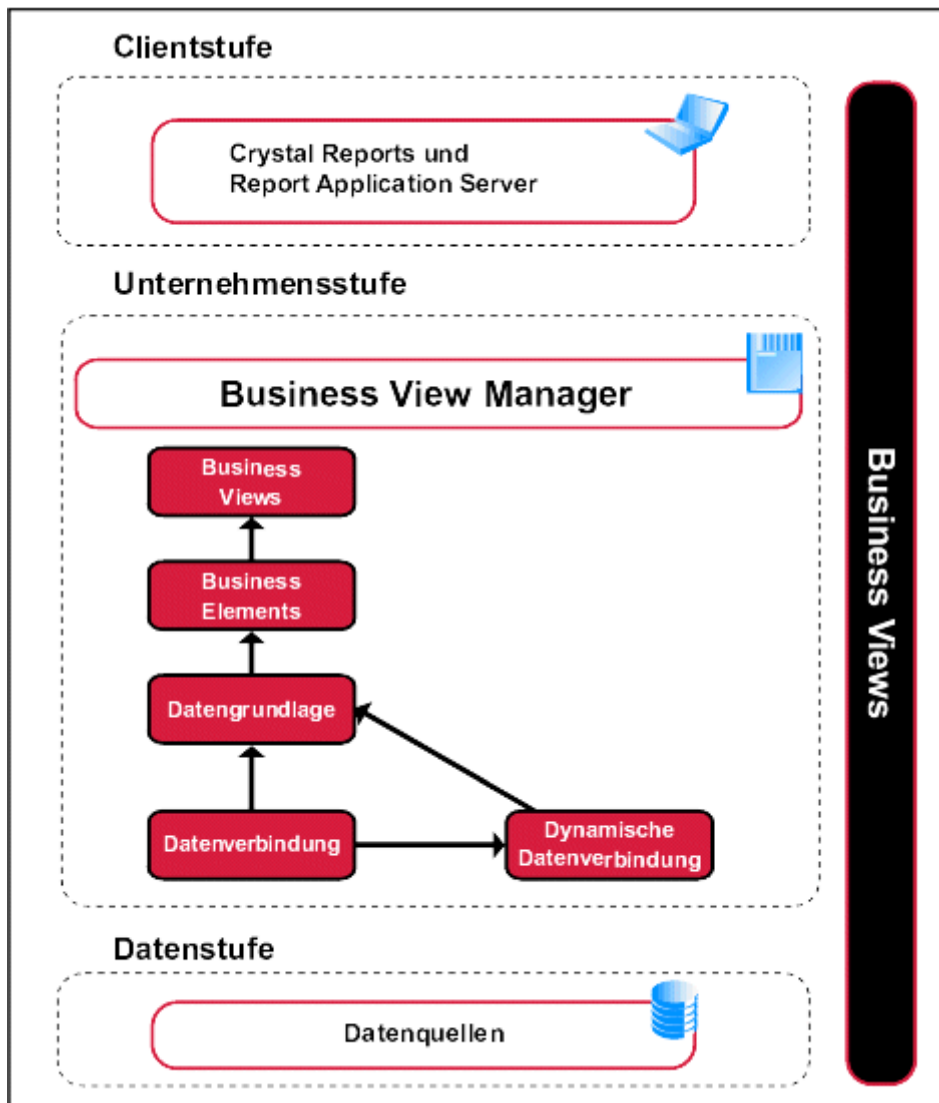 Clientstufe
Crystal Reports und
Report Application Server
Unternehmensstufe
Business View Manager
Business
Views
Business
Elements
Datengrundlage
Datenverbindung
Dynamische
Datenverbindung
Datenstufe
Datenquellen
Business Views